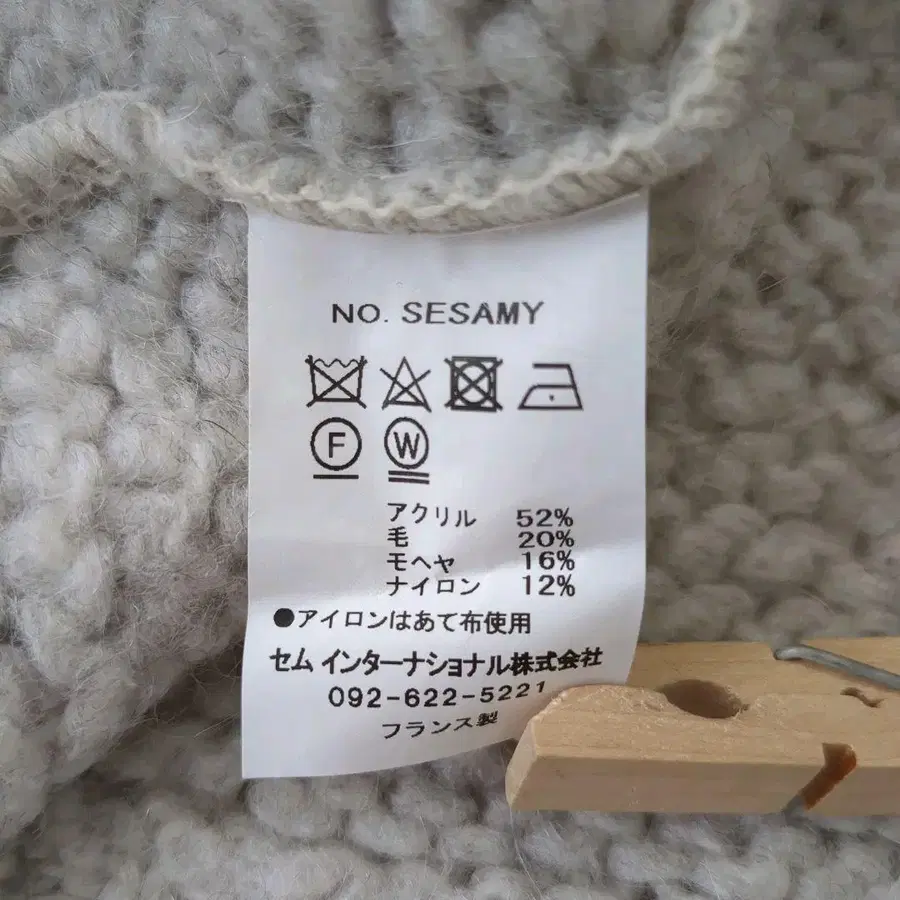 NO. SESAMY
F W
アクリル 52%
毛 20%
モヘヤ 16%
ナイロン 12%
●アイロンはあて布使用
セム インターナショナル株式会社
092-622-5221
フランス製